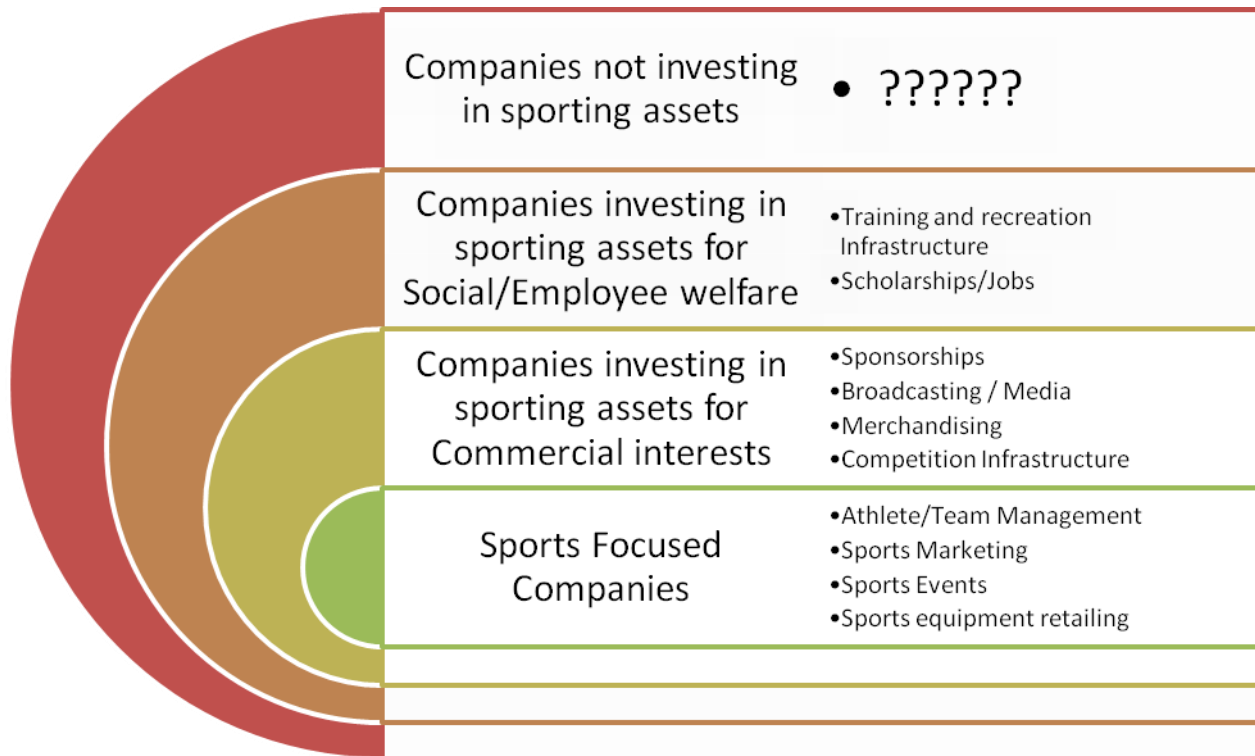 Companies not investing
in sporting assets
• ??????
Companies investing in
sporting assets for
Social/Employee welfare
•Training and recreation
Infrastructure
•Scholarships/Jobs
Companies investing in
sporting assets for
Commercial interests
•Sponsorships
•Broadcasting / Media
•Merchandising
•Competition Infrastructure
Sports Focused
Companies
•Athlete/Team Management
•Sports Marketing
•Sports Events
•Sports equipment retailing